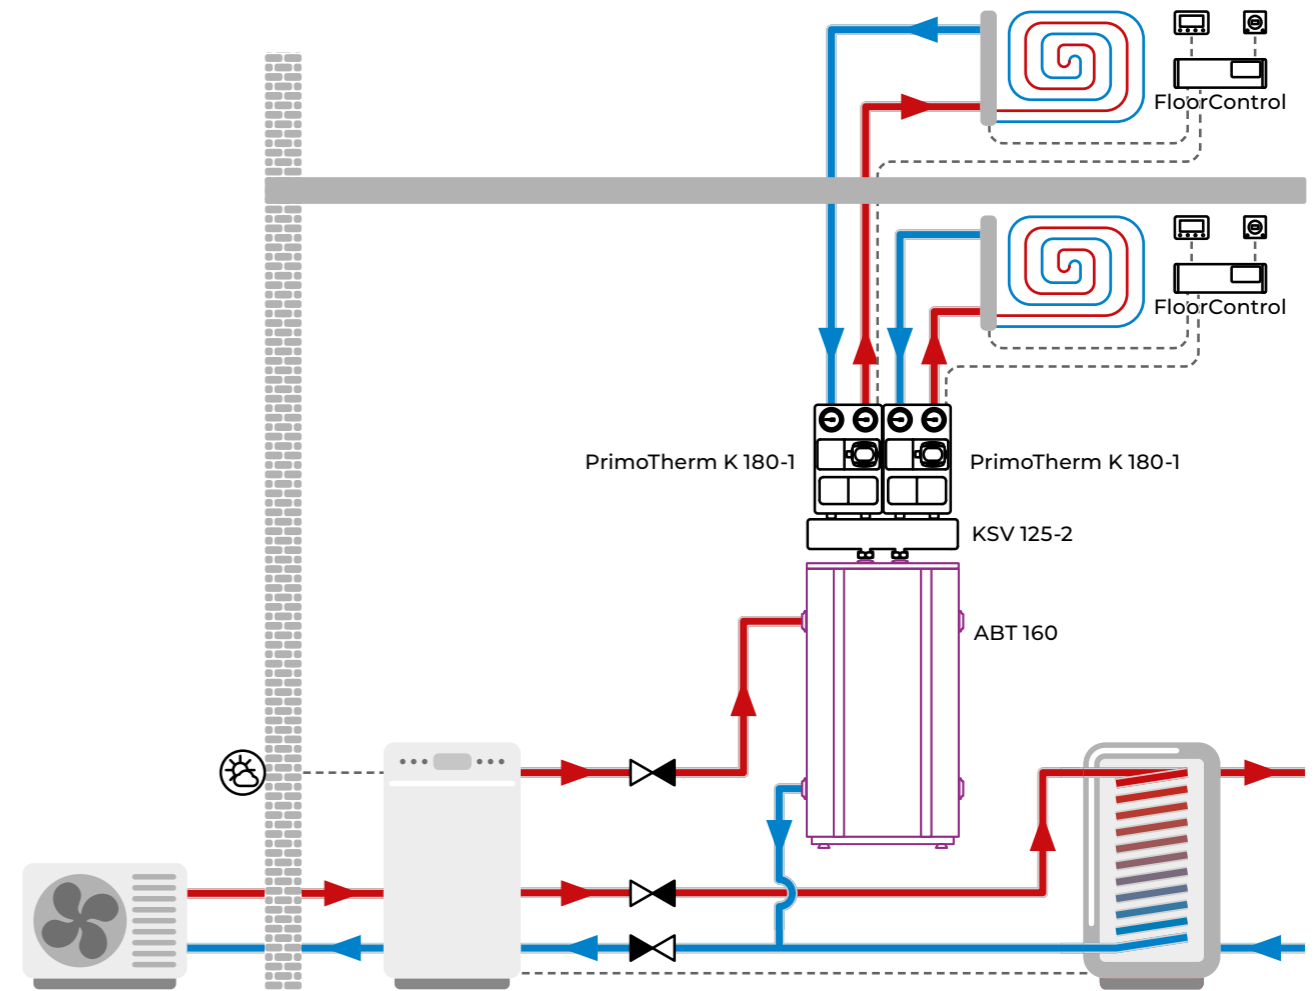 FloorControl
FloorControl
PrimoTherm K 180-1
PrimoTherm K 180-1
KSV 125-2
ABT 160